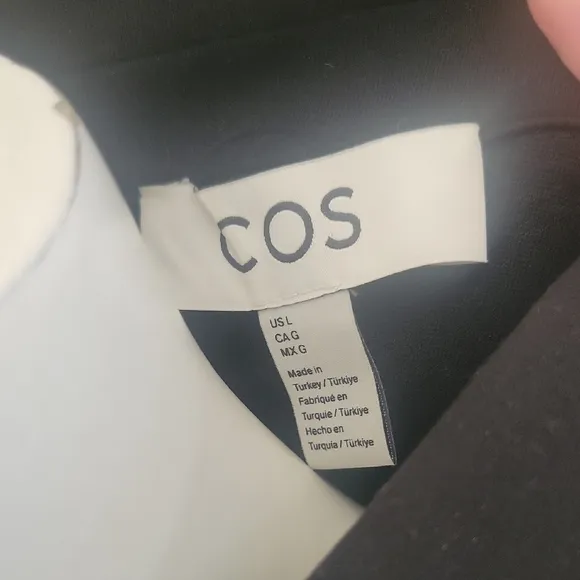 COS
US L
CA G
MX G
Made in
Turkey / Türkiye
Fabriqué en
Turquie / Türkiye
Hecho en
Turquía / Türkiye